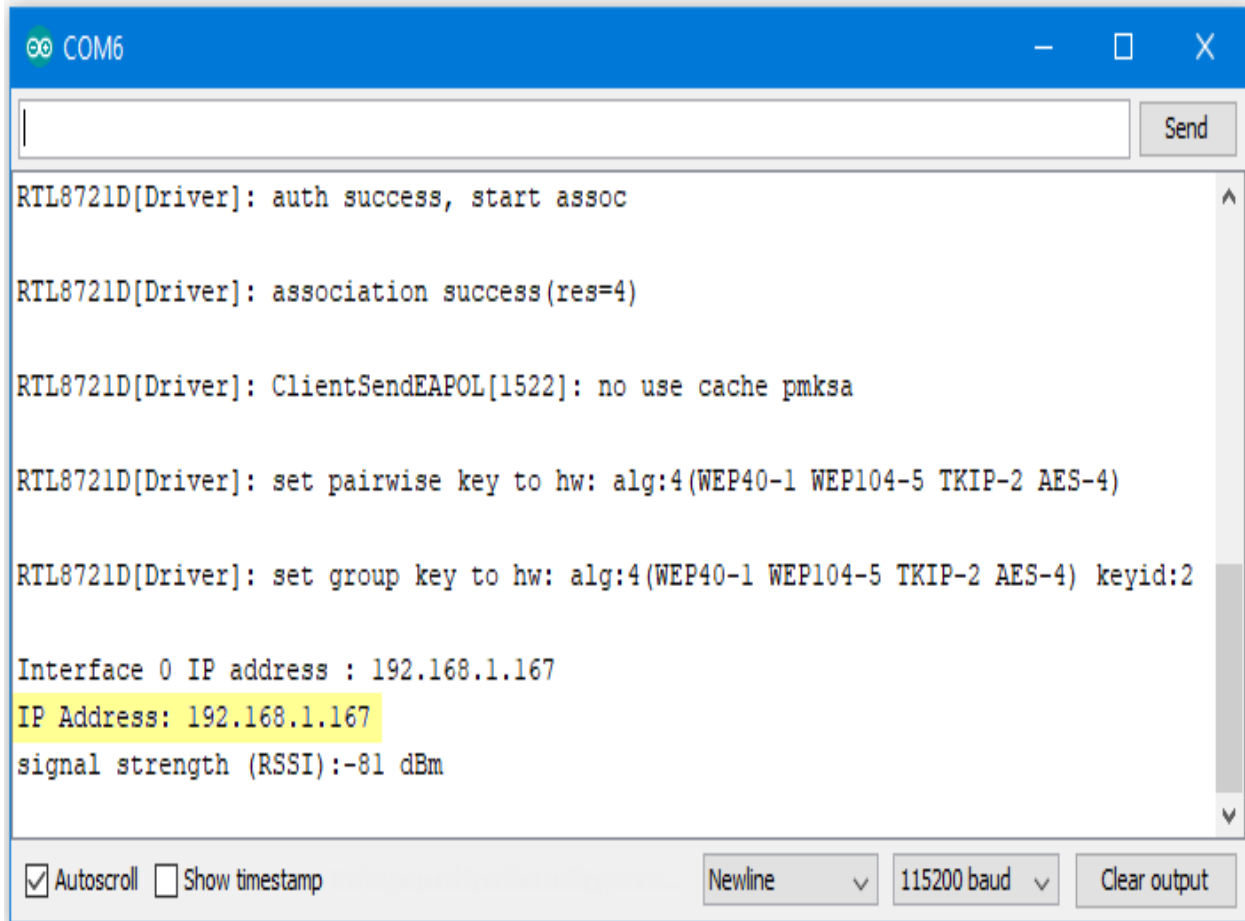 COM6
Send
RTL8721D[Driver]: auth success, start assoc
RTL8721D[Driver]: association success(res=4)
RTL8721D[Driver]: ClientSendEAPOL[1522]: no use cache pmksa
RTL8721D[Driver]: set pairwise key to hw: alg:4(WEP40-1 WEP104-5 TKIP-2 AES-4)
RTL8721D[Driver]: set group key to hw: alg:4(WEP40-1 WEP104-5 TKIP-2 AES-4) keyid:2
Interface 0 IP address : 192.168.1.167
IP Address: 192.168.1.167
signal strength (RSSI):-81 dBm
Autoscroll Show timestamp Newline 115200 baud Clear output